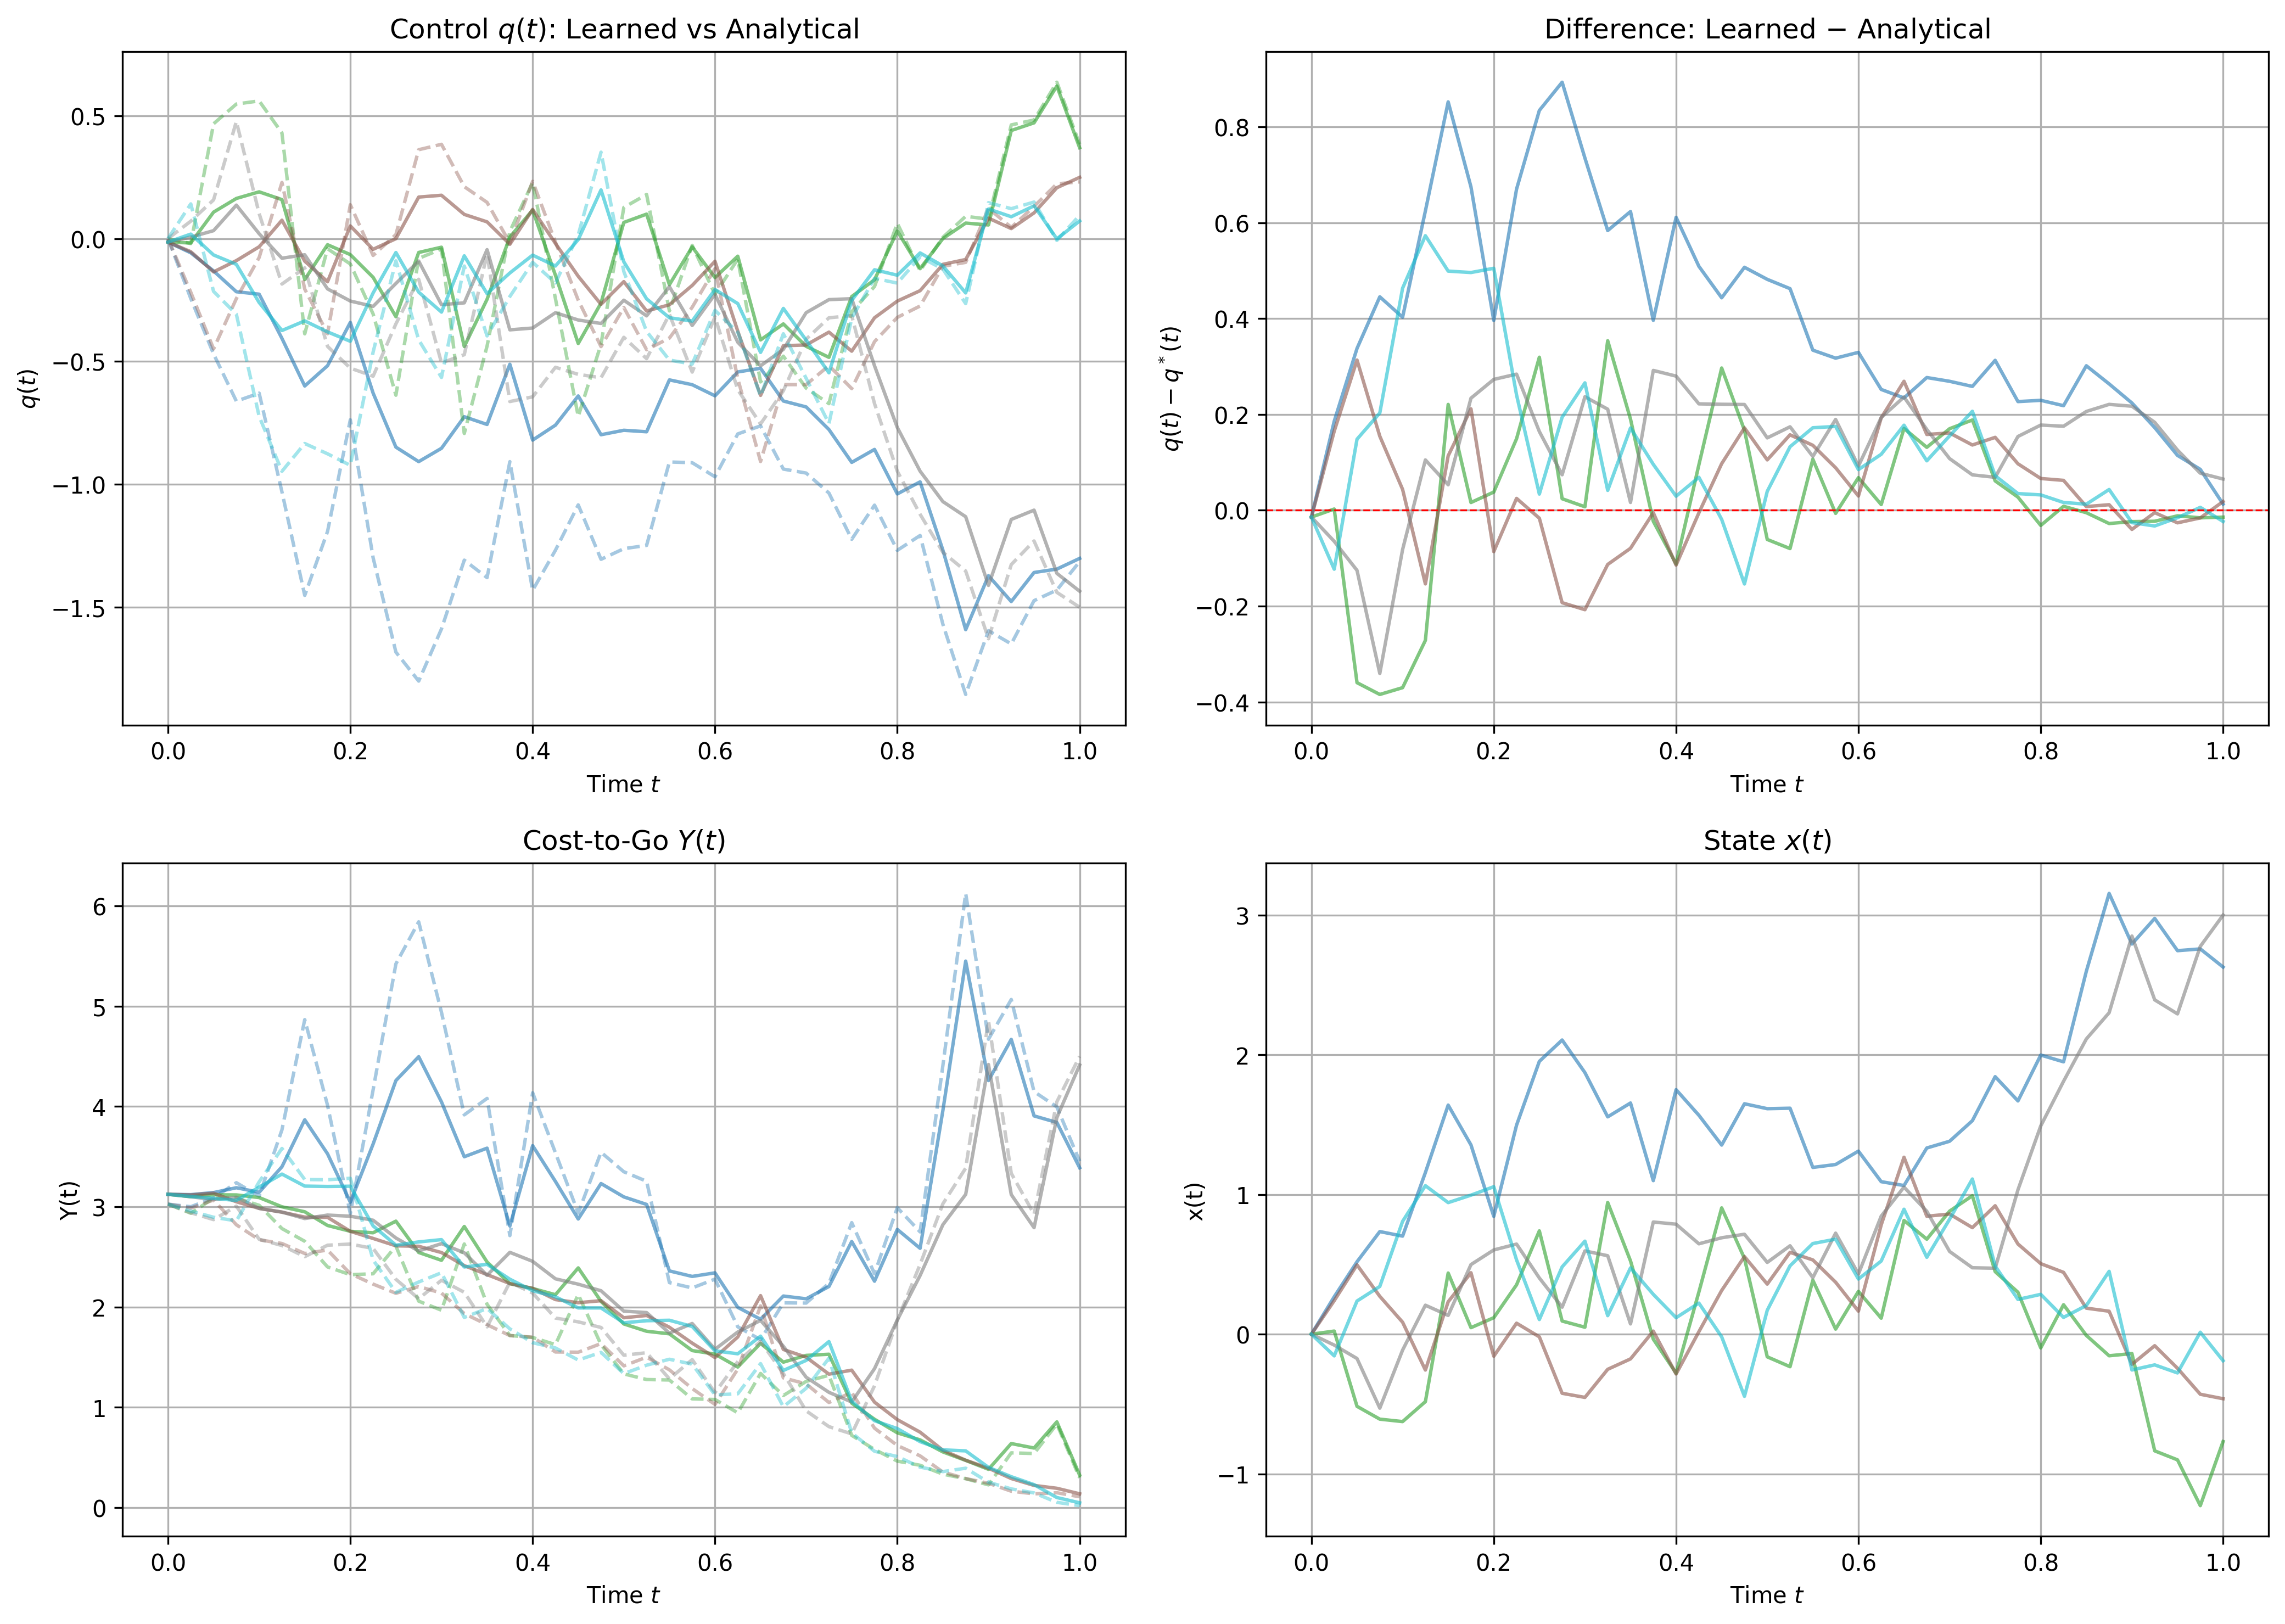 Control q(t): Learned vs Analytical
q(t)
0.5
0.0
−0.5
−1.0
−1.5
0.0 0.2 0.4 0.6 0.8 1.0
Time t
Difference: Learned − Analytical
q(t) − q*(t)
0.8
0.6
0.4
0.2
0.0
−0.2
−0.4
0.0 0.2 0.4 0.6 0.8 1.0
Time t
Cost-to-Go Y(t)
Y(t)
6
5
4
3
2
1
0
0.0 0.2 0.4 0.6 0.8 1.0
Time t
State x(t)
x(t)
3
2
1
0
−1
0.0 0.2 0.4 0.6 0.8 1.0
Time t